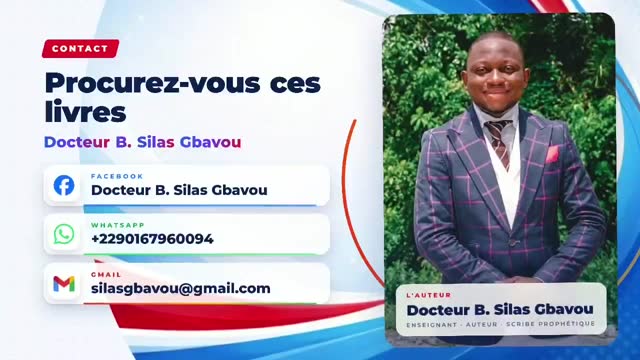 CONTACT
Procurez-vous ces
livres
Docteur B. Silas Gbavou
FACEBOOK
Docteur B. Silas Gbavou
WHATSAPP
+2290167960094
GMAIL
silasgbavou@gmail.com
L'AUTEUR
Docteur B. Silas Gbavou
ENSEIGNANT · AUTEUR · SCRIBE PROPHÉTIQUE